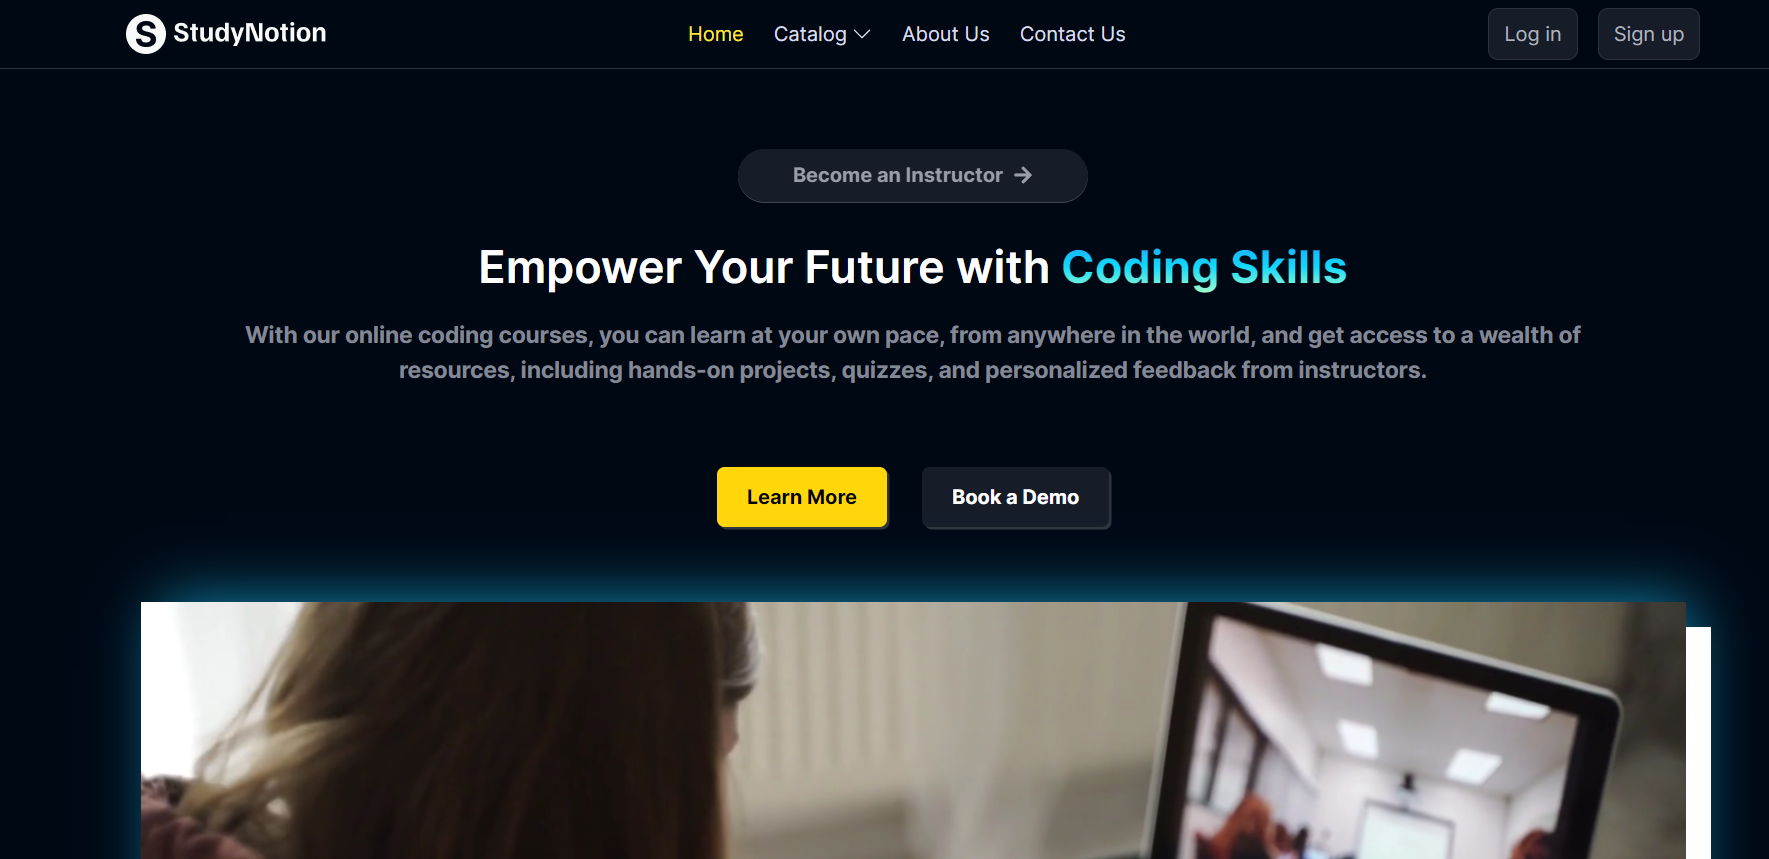 S StudyNotion Home Catalog About Us Contact Us Log in Sign up
Become an Instructor →
Empower Your Future with Coding Skills
With our online coding courses, you can learn at your own pace, from anywhere in the world, and get access to a wealth of
resources, including hands-on projects, quizzes, and personalized feedback from instructors.
Learn More Book a Demo